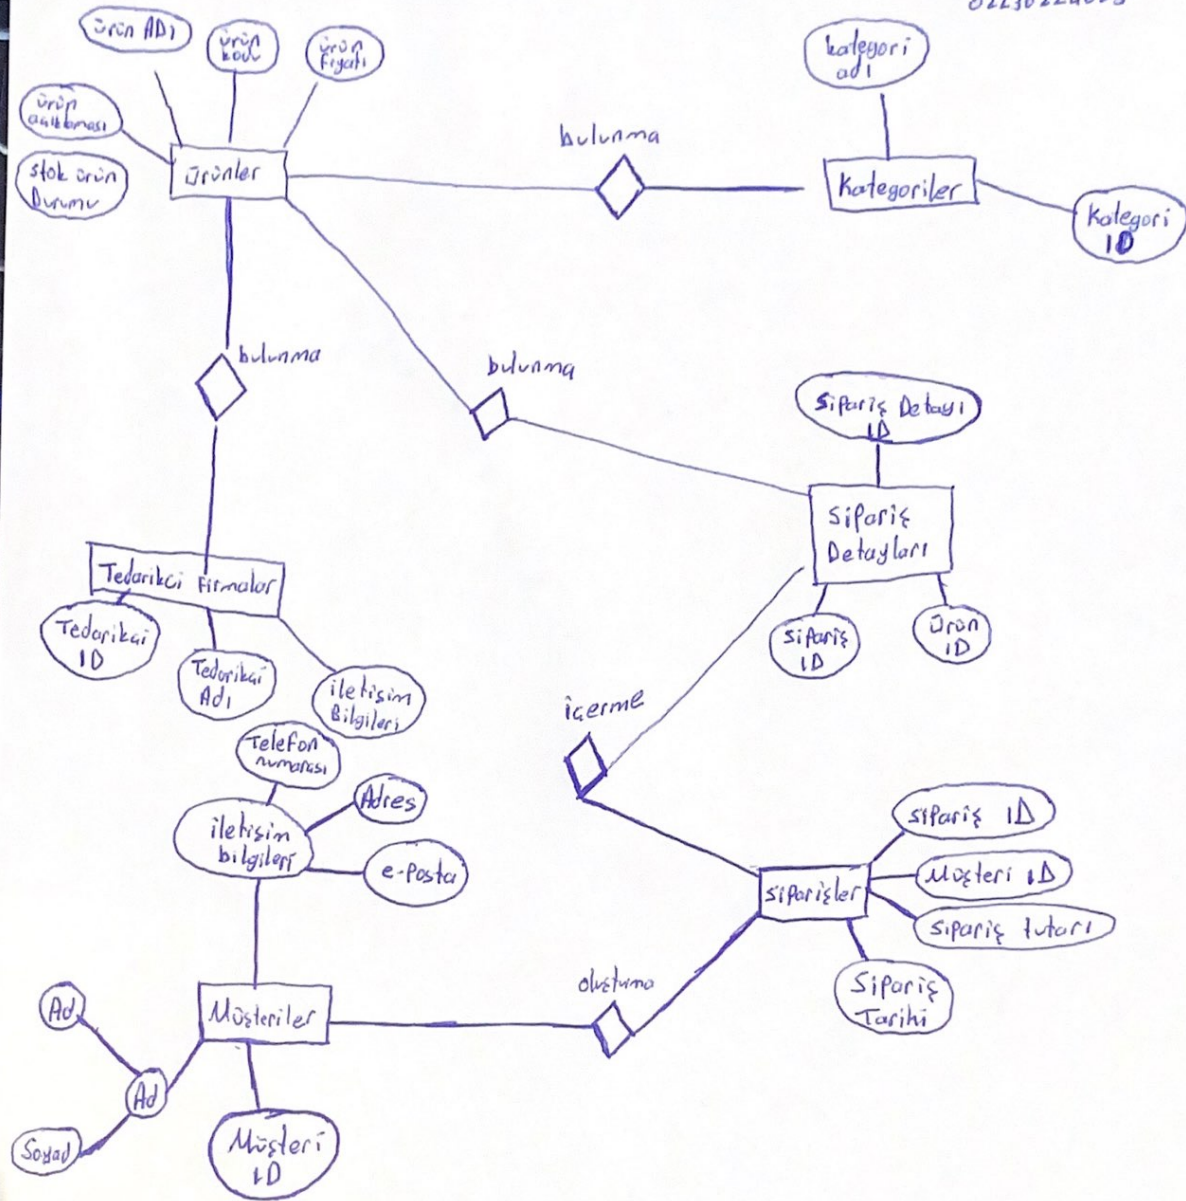 ürün ADı
ürün
kodu
ürün
fiyatı
kategori
adı
ürün
açıklaması
bulunma
stok ürün
Durumu
ürünler
Kategoriler
Kategori
ID
bulunma
bulunma
Sipariş Detayı
ID
Sipariş
Detayları
Tedarikçi Firmalar
Tedarikçi
ID
Tedarikçi
Adı
iletişim
Bilgileri
Sipariş
ID
Ürün
ID
içerme
Telefon
numarası
Adres
iletişim
bilgileri
e-posta
sipariş ID
Müşteri ID
Siparişler
sipariş tutarı
Sipariş
Tarihi
oluşturma
Ad
Müşteriler
Ad
Soyad
Müşteri
ID